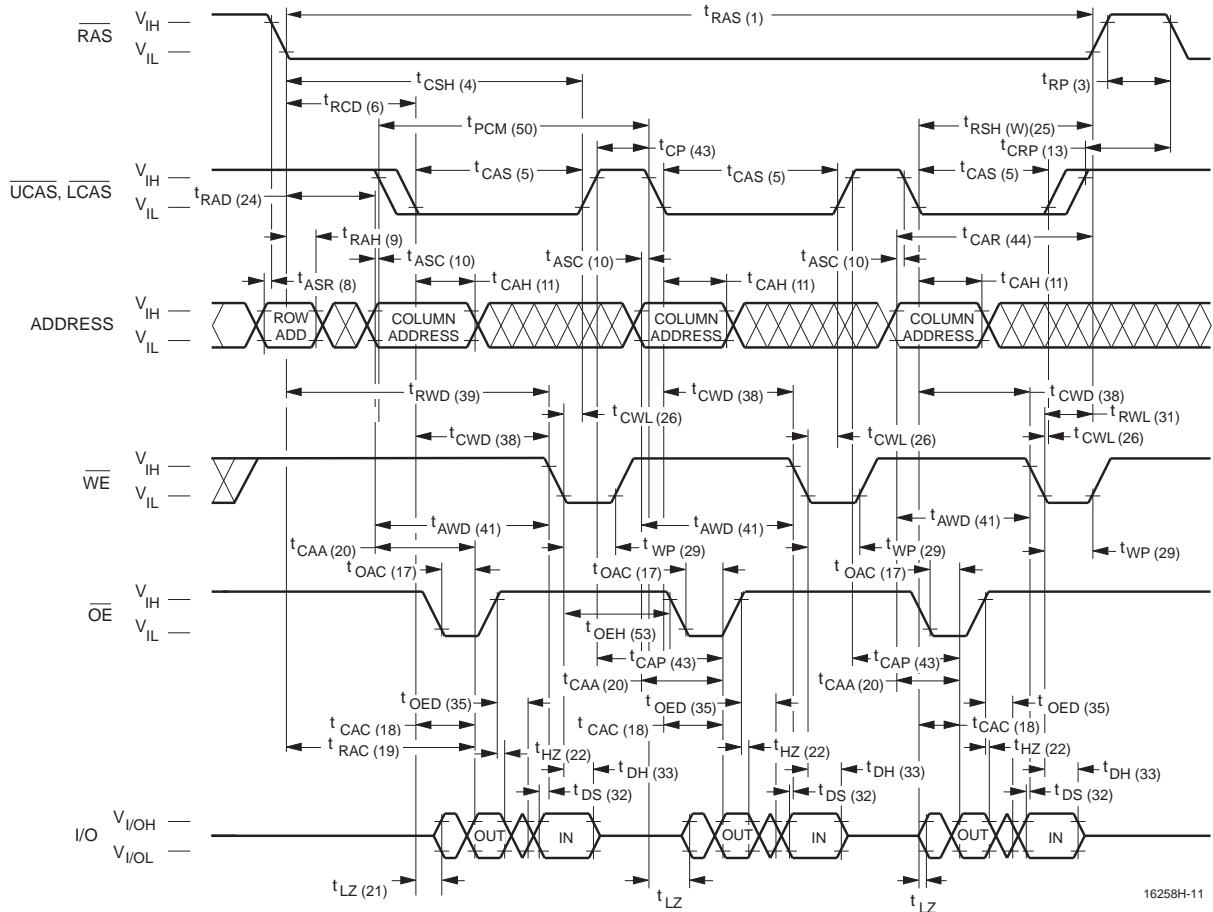 RAS
V_IH
V_IL
t_RAS (1)
t_CSH (4)
t_RP (3)
t_RCD (6)
t_PCM (50)
t_RSH (W)(25)
t_CP (43)
t_CRP (13)
UCAS, LCAS
V_IH
V_IL
t_CAS (5)
t_CAS (5)
t_CAS (5)
t_RAD (24)
t_RAH (9)
t_CAR (44)
t_ASC (10)
t_ASC (10)
t_ASC (10)
t_ASR (8)
t_CAH (11)
t_CAH (11)
t_CAH (11)
ADDRESS
V_IH
V_IL
ROW ADD
COLUMN ADDRESS
COLUMN ADDRESS
COLUMN ADDRESS
t_RWD (39)
t_CWD (38)
t_CWD (38)
t_CWL (26)
t_RWL (31)
t_CWD (38)
t_CWL (26)
t_CWL (26)
WE
V_IH
V_IL
t_AWD (41)
t_AWD (41)
t_AWD (41)
t_CAA (20)
t_WP (29)
t_WP (29)
t_WP (29)
t_OAC (17)
t_OAC (17)
t_OAC (17)
OE
V_IH
V_IL
t_OEH (53)
t_CAP (43)
t_CAP (43)
t_CAA (20)
t_CAA (20)
t_OED (35)
t_OED (35)
t_OED (35)
t_CAC (18)
t_CAC (18)
t_CAC (18)
t_RAC (19)
t_HZ (22)
t_HZ (22)
t_HZ (22)
t_DH (33)
t_DH (33)
t_DH (33)
t_DS (32)
t_DS (32)
t_DS (32)
I/O
V_I/OH
V_I/OL
OUT
IN
OUT
IN
OUT
IN
t_LZ (21)
t_LZ
t_LZ
16258H-11